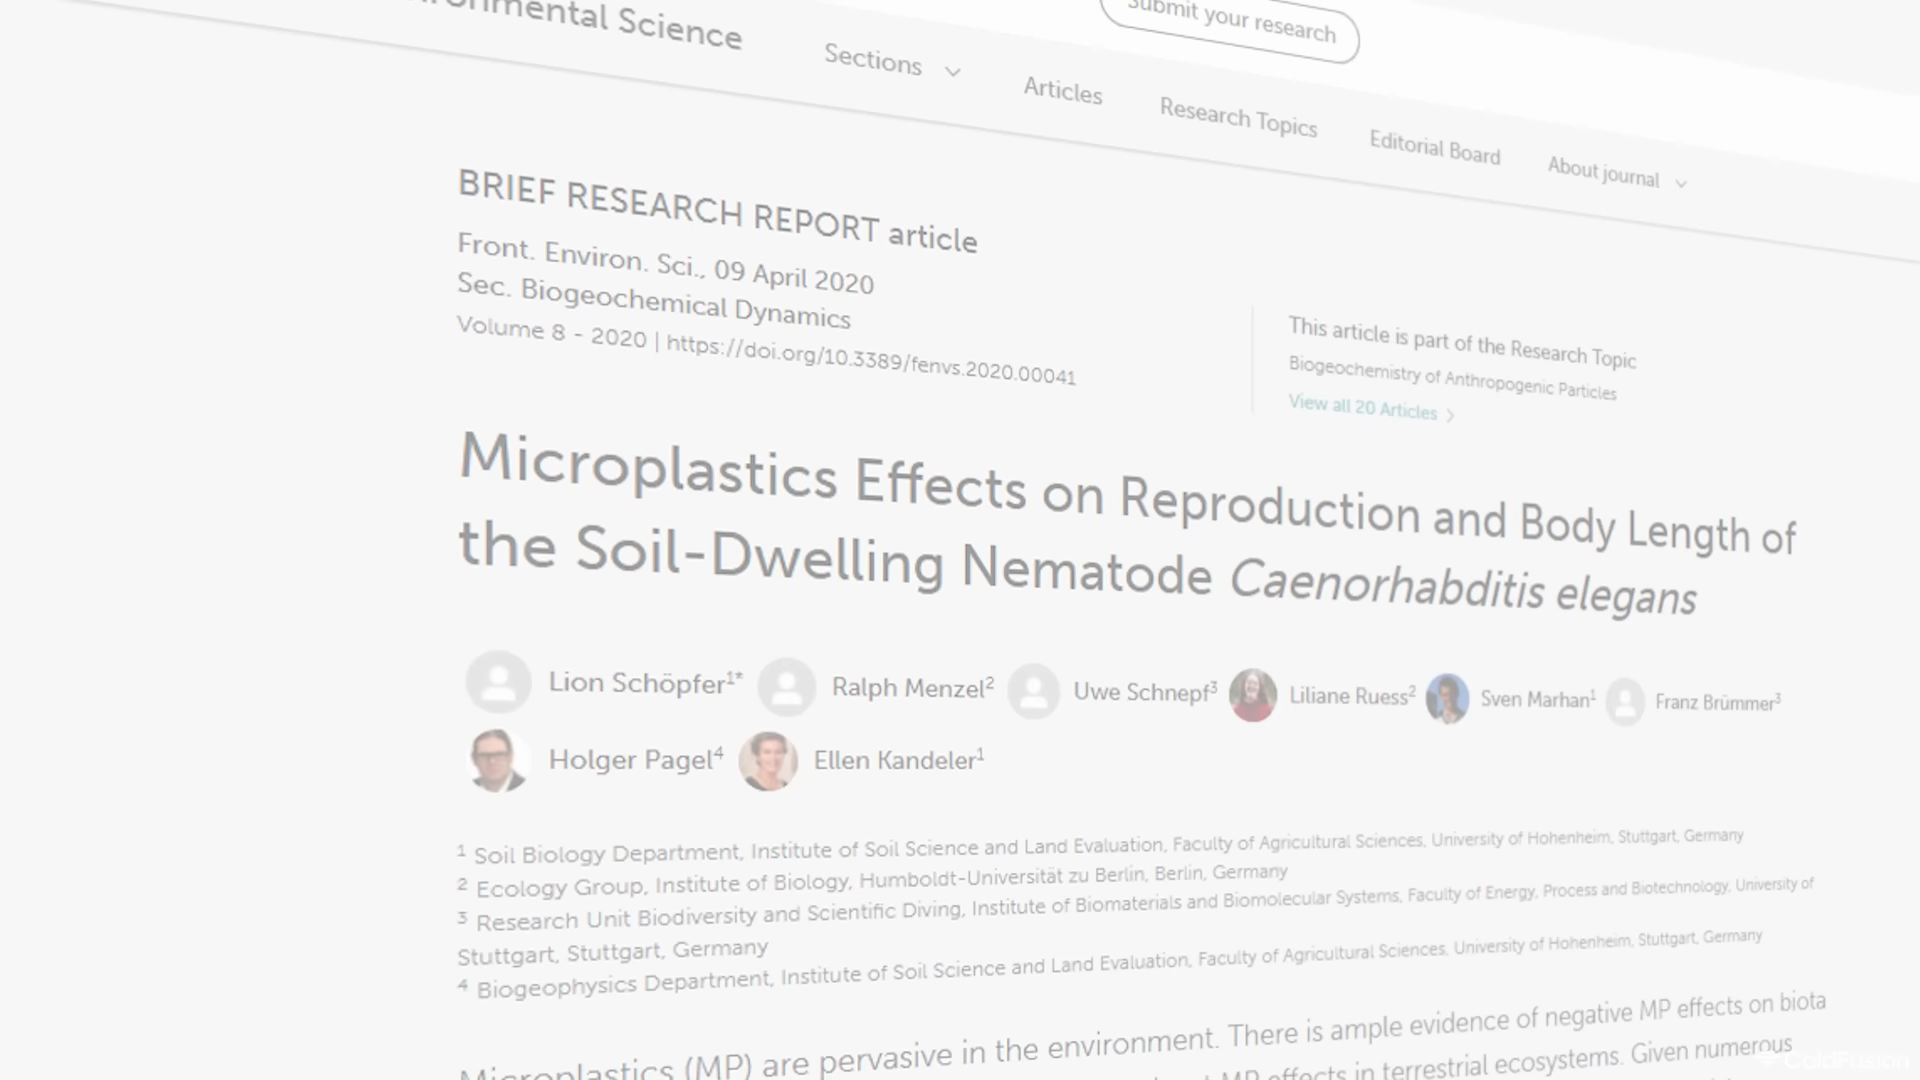 Submit your research
onmental Science
Sections
Articles
Research Topics
Editorial Board
About journal
BRIEF RESEARCH REPORT article
Front. Environ. Sci., 09 April 2020
Sec. Biogeochemical Dynamics
Volume 8 - 2020 | https://doi.org/10.3389/fenvs.2020.00041
This article is part of the Research Topic
Biogeochemistry of Anthropogenic Particles
View all 20 Articles
Microplastics Effects on Reproduction and Body Length of
the Soil-Dwelling Nematode Caenorhabditis elegans
Lion Schöpfer¹* Ralph Menzel² Uwe Schnepf³ Liliane Ruess² Sven Marhan¹ Franz Brümmer³
Holger Pagel⁴ Ellen Kandeler¹
¹ Soil Biology Department, Institute of Soil Science and Land Evaluation, Faculty of Agricultural Sciences, University of Hohenheim, Stuttgart, Germany
² Ecology Group, Institute of Biology, Humboldt-Universität zu Berlin, Berlin, Germany
³ Research Unit Biodiversity and Scientific Diving, Institute of Biomaterials and Biomolecular Systems, Faculty of Energy, Process and Biotechnology, University of
Stuttgart, Stuttgart, Germany
⁴ Biogeophysics Department, Institute of Soil Science and Land Evaluation, Faculty of Agricultural Sciences, University of Hohenheim, Stuttgart, Germany
Microplastics (MP) are pervasive in the environment. There is ample evidence of negative MP effects on biota
MP effects in terrestrial ecosystems. Given numerous
ColdFusion